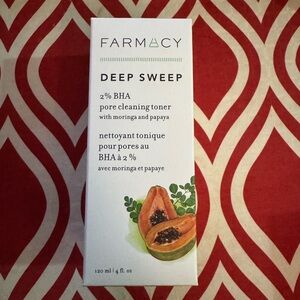 FARMACY
DEEP SWEEP
2% BHA
pore cleaning toner
with moringa and papaya
nettoyant tonique
pour pores au
BHA à 2 %
avec moringa et papaye
120 ml | 4 fl. oz